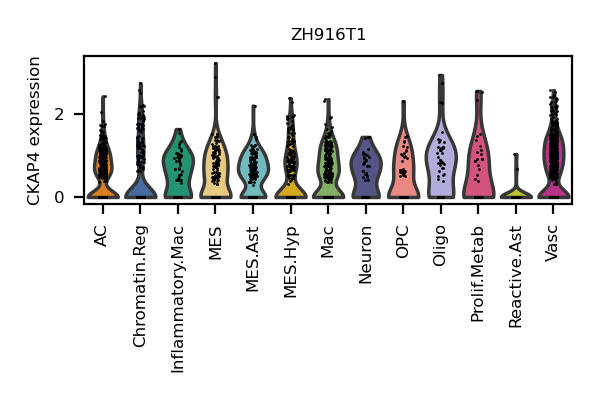 ZH916T1
CKAP4 expression
2
0
AC
Chromatin.Reg
Inflammatory.Mac
MES
MES.Ast
MES.Hyp
Mac
Neuron
OPC
Oligo
Prolif.Metab
Reactive.Ast
Vasc